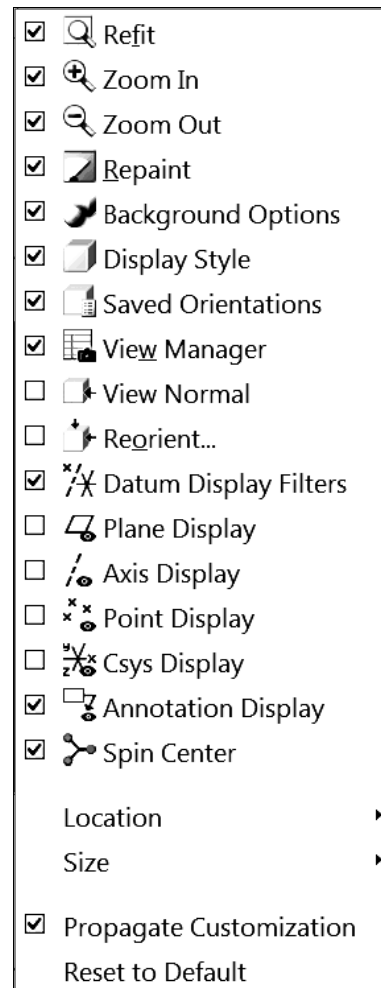 Refit
Zoom In
Zoom Out
Repaint
Background Options
Display Style
Saved Orientations
View Manager
View Normal
Reorient...
Datum Display Filters
Plane Display
Axis Display
Point Display
Csys Display
Annotation Display
Spin Center
Location
Size
Propagate Customization
Reset to Default